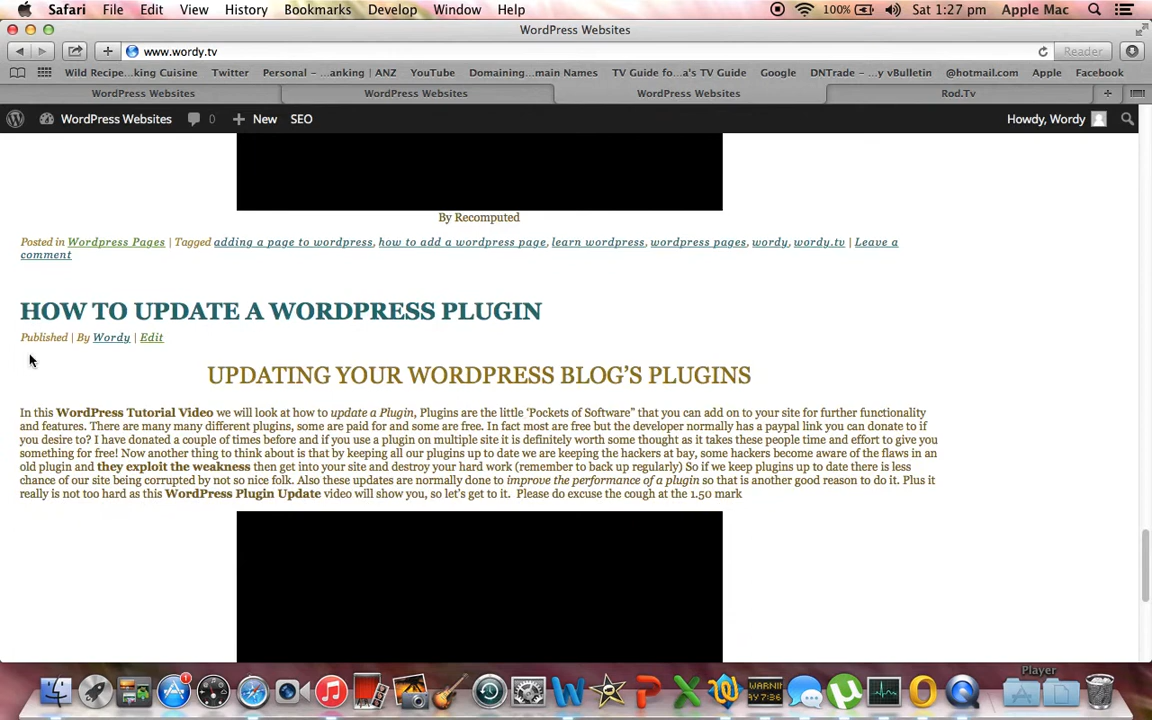 Safari File Edit View History Bookmarks Develop Window Help 100% Sat 1:27 pm Apple Mac
WordPress Websites
www.wordy.tv Reader
Wild Recipe...king Cuisine Twitter Personal – ...anking | ANZ YouTube Domaining...main Names TV Guide fo...a's TV Guide Google DNTrade – ...y vBulletin @hotmail.com Apple Facebook
WordPress Websites WordPress Websites WordPress Websites Rod.Tv
WordPress Websites 0 New SEO Howdy, Wordy
By Recomputed
Posted in Wordpress Pages | Tagged adding a page to wordpress, how to add a wordpress page, learn wordpress, wordpress pages, wordy, wordy.tv | Leave a
comment
HOW TO UPDATE A WORDPRESS PLUGIN
Published | By Wordy | Edit
UPDATING YOUR WORDPRESS BLOG'S PLUGINS
In this WordPress Tutorial Video we will look at how to update a Plugin, Plugins are the little 'Pockets of Software" that you can add on to your site for further functionality
and features. There are many many different plugins, some are paid for and some are free. In fact most are free but the developer normally has a paypal link you can donate to if
you desire to? I have donated a couple of times before and if you use a plugin on multiple site it is definitely worth some thought as it takes these people time and effort to give you
something for free! Now another thing to think about is that by keeping all our plugins up to date we are keeping the hackers at bay, some hackers become aware of the flaws in an
old plugin and they exploit the weakness then get into your site and destroy your hard work (remember to back up regularly) So if we keep plugins up to date there is less
chance of our site being corrupted by not so nice folk. Also these updates are normally done to improve the performance of a plugin so that is another good reason to do it. Plus it
really is not too hard as this WordPress Plugin Update video will show you, so let's get to it. Please do excuse the cough at the 1.50 mark
Player
1
WARNIN